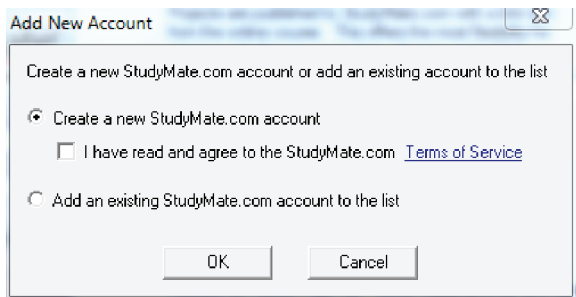 Add New Account
Create a new StudyMate.com account or add an existing account to the list
Create a new StudyMate.com account
I have read and agree to the StudyMate.com Terms of Service
Add an existing StudyMate.com account to the list
OK Cancel